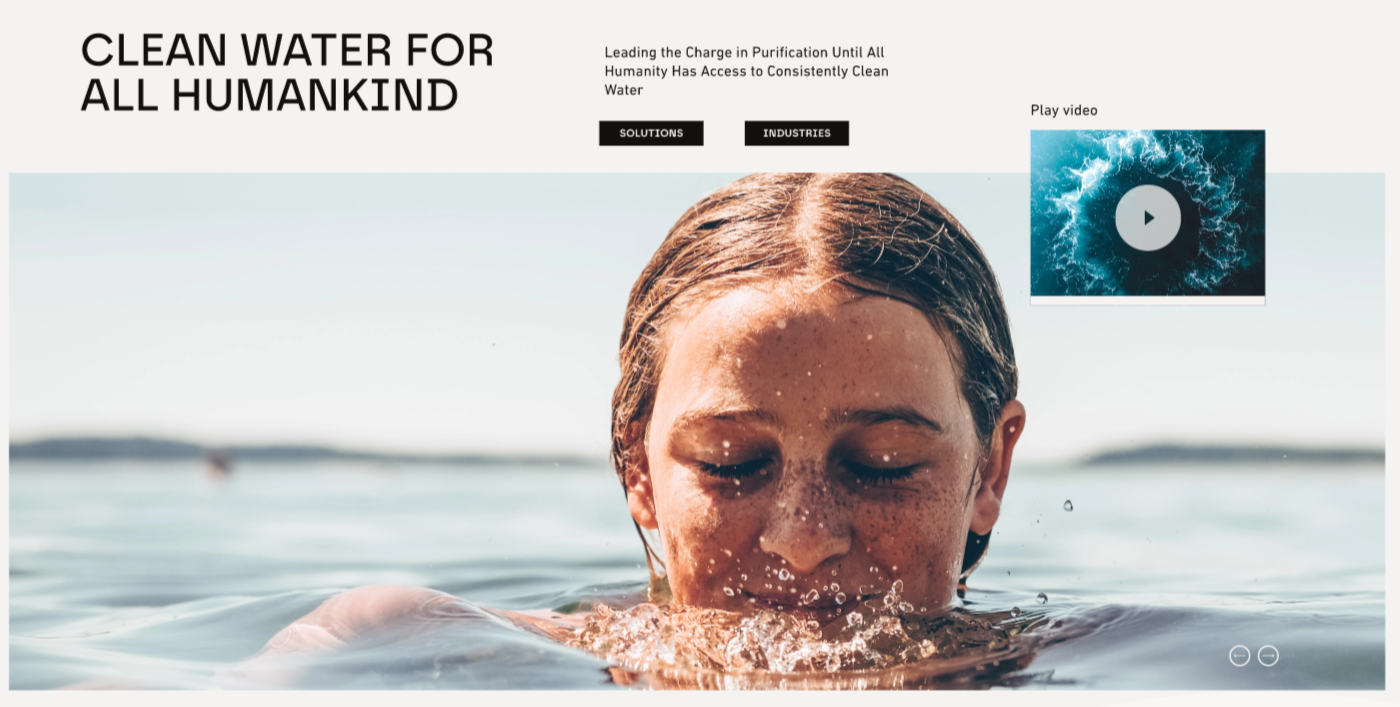 CLEAN WATER FOR
ALL HUMANKIND
Leading the Charge in Purification Until All
Humanity Has Access to Consistently Clean
Water
SOLUTIONS
INDUSTRIES
Play video